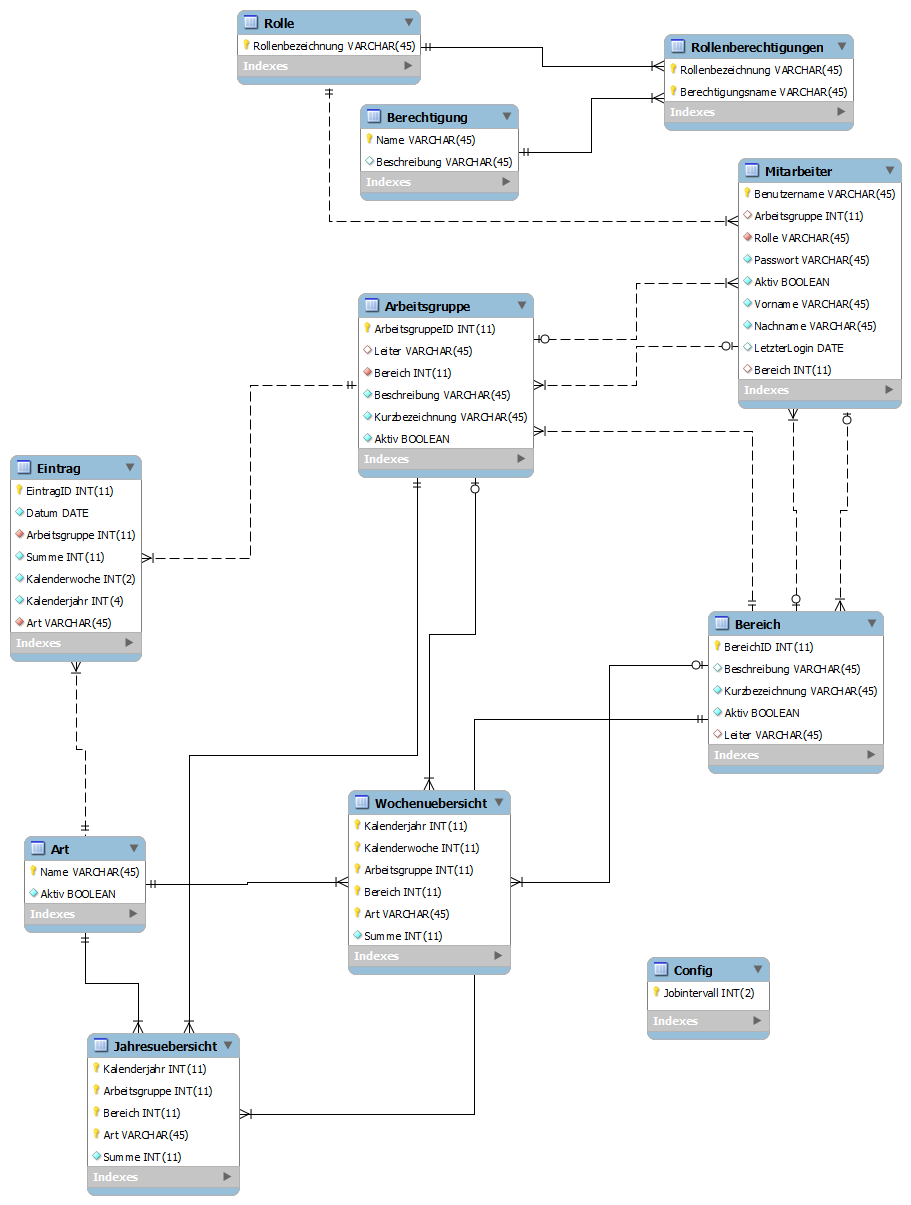 Rolle
Rollenbezeichnung VARCHAR(45)
Indexes
Rollenberechtigungen
Rollenbezeichnung VARCHAR(45)
Berechtigungsname VARCHAR(45)
Indexes
Berechtigung
Name VARCHAR(45)
Beschreibung VARCHAR(45)
Indexes
Mitarbeiter
Benutzername VARCHAR(45)
Arbeitsgruppe INT(11)
Rolle VARCHAR(45)
Passwort VARCHAR(45)
Aktiv BOOLEAN
Vorname VARCHAR(45)
Nachname VARCHAR(45)
LetzterLogin DATE
Bereich INT(11)
Indexes
Arbeitsgruppe
ArbeitsgruppeID INT(11)
Leiter VARCHAR(45)
Bereich INT(11)
Beschreibung VARCHAR(45)
Kurzbezeichnung VARCHAR(45)
Aktiv BOOLEAN
Indexes
Eintrag
EintragID INT(11)
Datum DATE
Arbeitsgruppe INT(11)
Summe INT(11)
Kalenderwoche INT(2)
Kalenderjahr INT(4)
Art VARCHAR(45)
Indexes
Bereich
BereichID INT(11)
Beschreibung VARCHAR(45)
Kurzbezeichnung VARCHAR(45)
Aktiv BOOLEAN
Leiter VARCHAR(45)
Indexes
Wochenuebersicht
Kalenderjahr INT(11)
Kalenderwoche INT(11)
Arbeitsgruppe INT(11)
Bereich INT(11)
Art VARCHAR(45)
Summe INT(11)
Indexes
Art
Name VARCHAR(45)
Aktiv BOOLEAN
Indexes
Config
Jobintervall INT(2)
Indexes
Jahresuebersicht
Kalenderjahr INT(11)
Arbeitsgruppe INT(11)
Bereich INT(11)
Art VARCHAR(45)
Summe INT(11)
Indexes